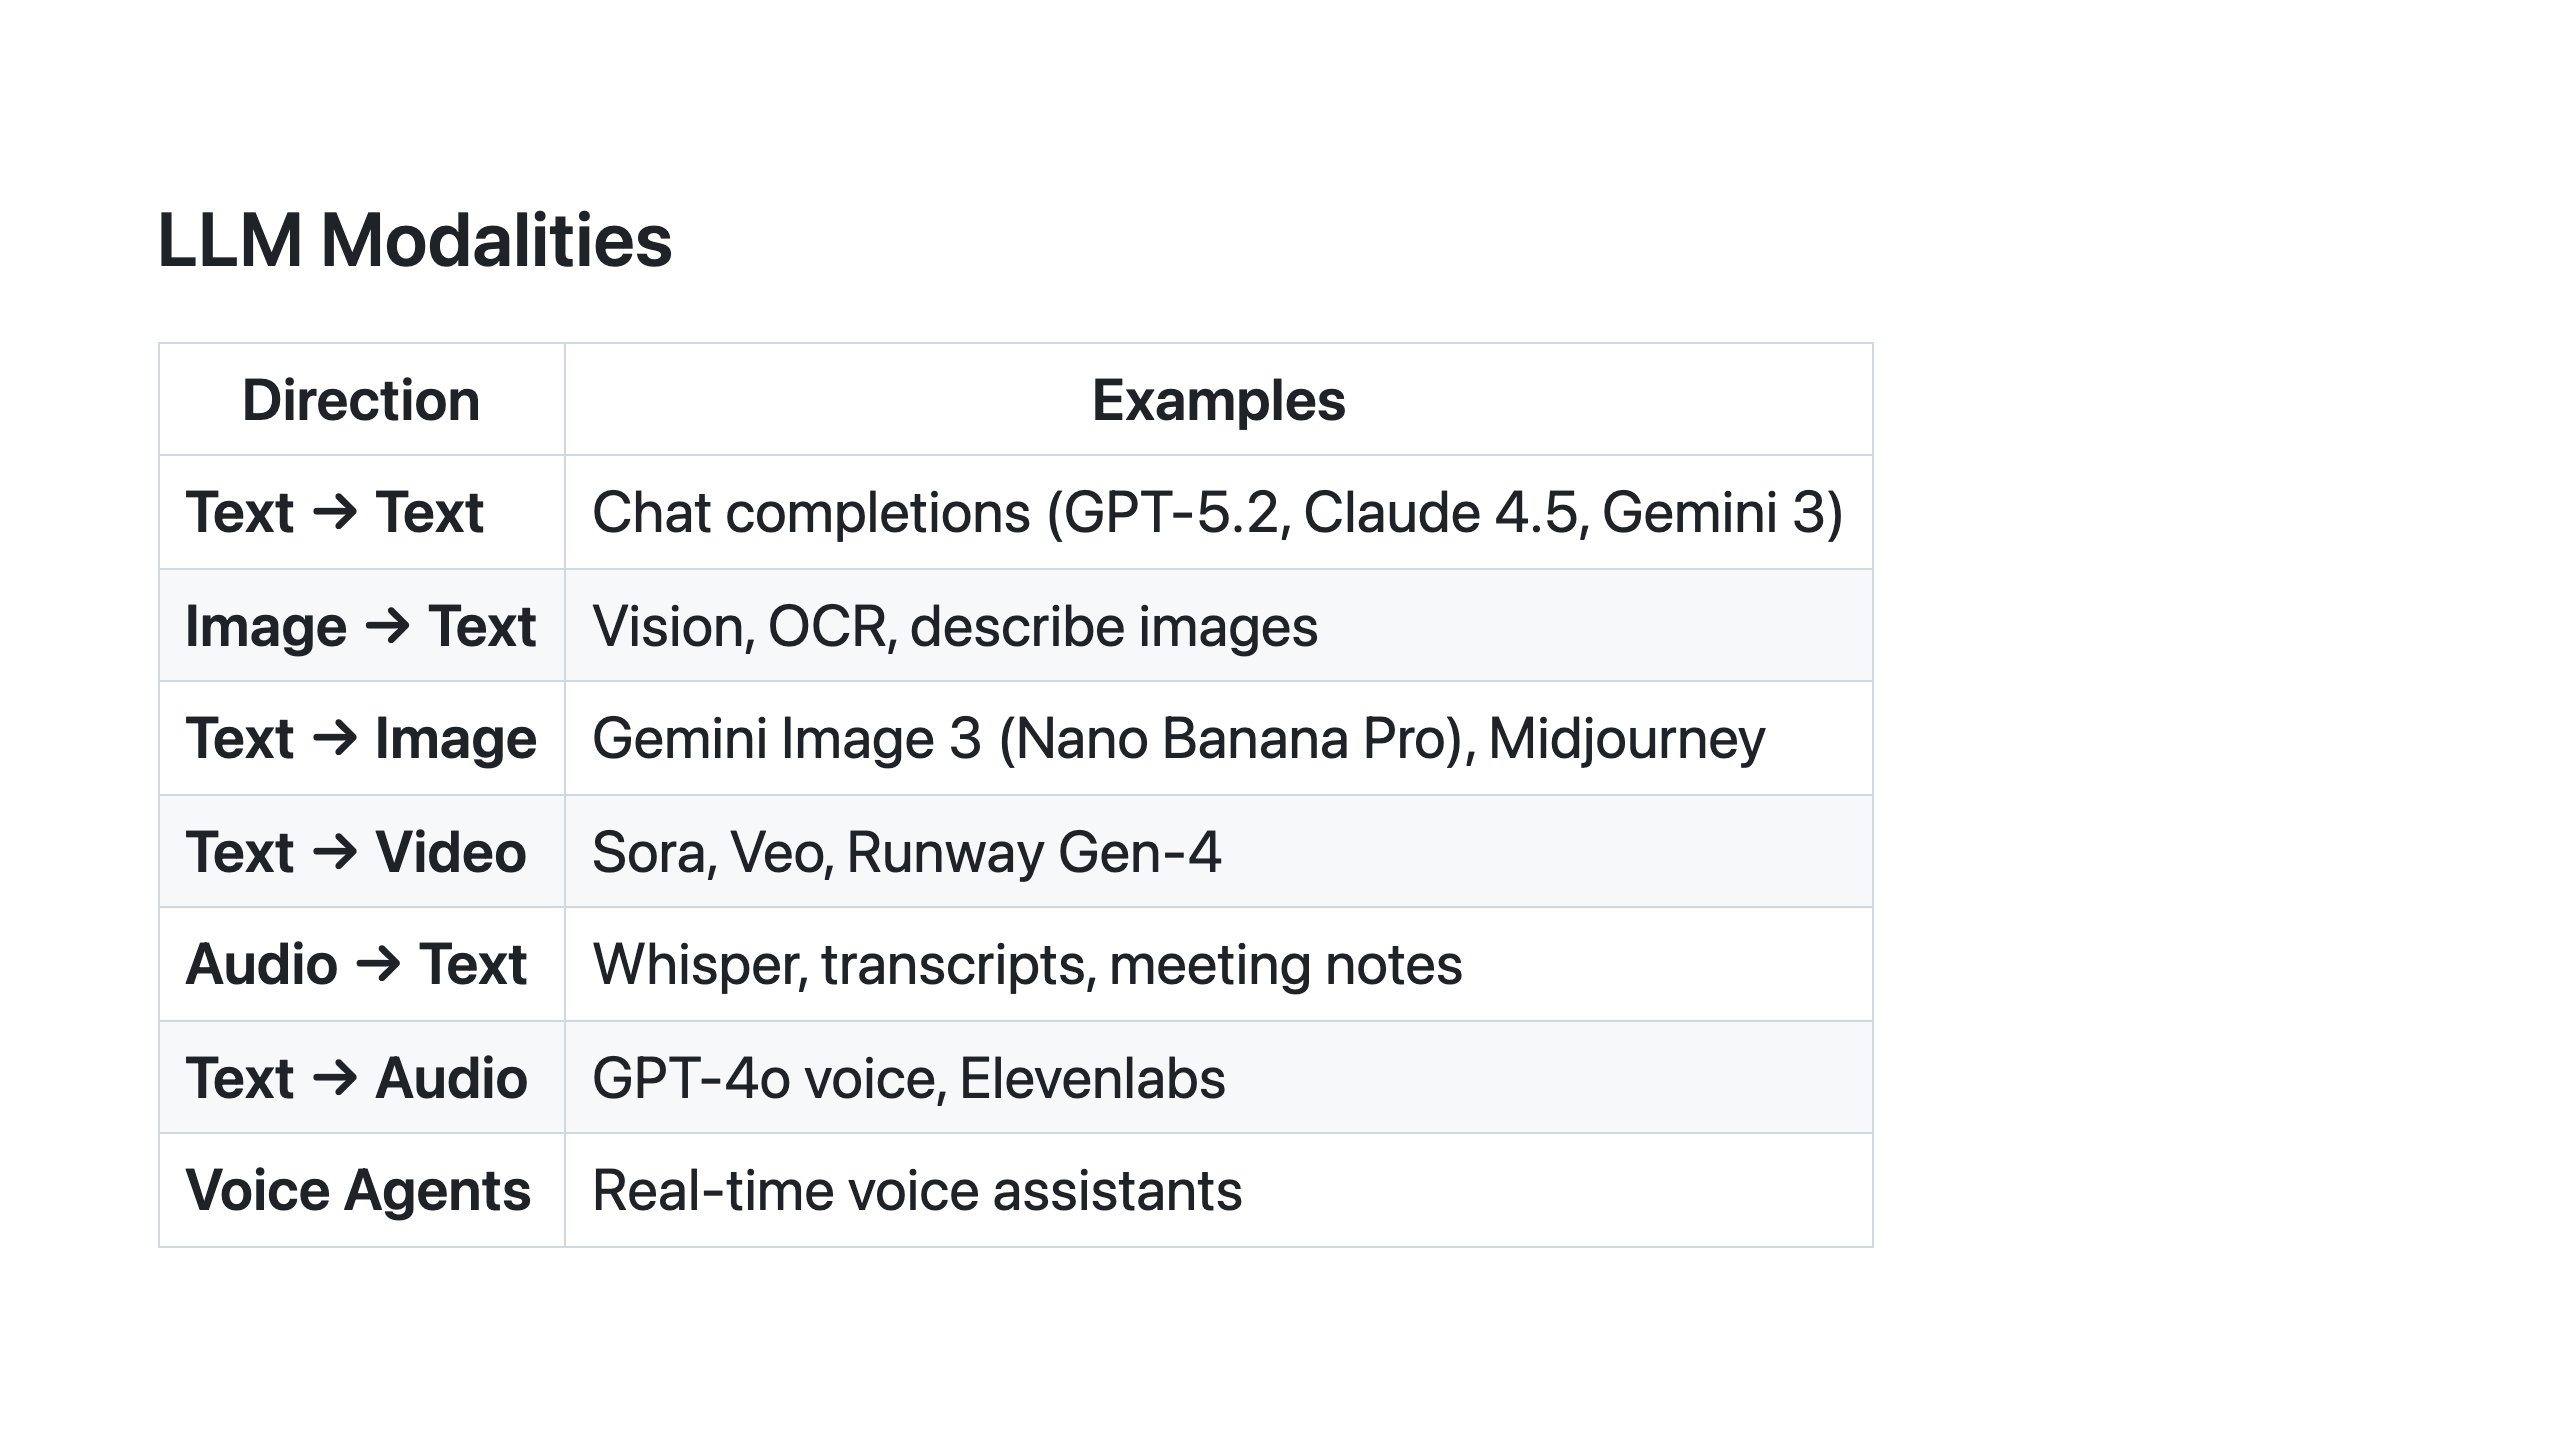 LLM Modalities
Direction Examples
Text → Text Chat completions (GPT-5.2, Claude 4.5, Gemini 3)
Image → Text Vision, OCR, describe images
Text → Image Gemini Image 3 (Nano Banana Pro), Midjourney
Text → Video Sora, Veo, Runway Gen-4
Audio → Text Whisper, transcripts, meeting notes
Text → Audio GPT-4o voice, Elevenlabs
Voice Agents Real-time voice assistants